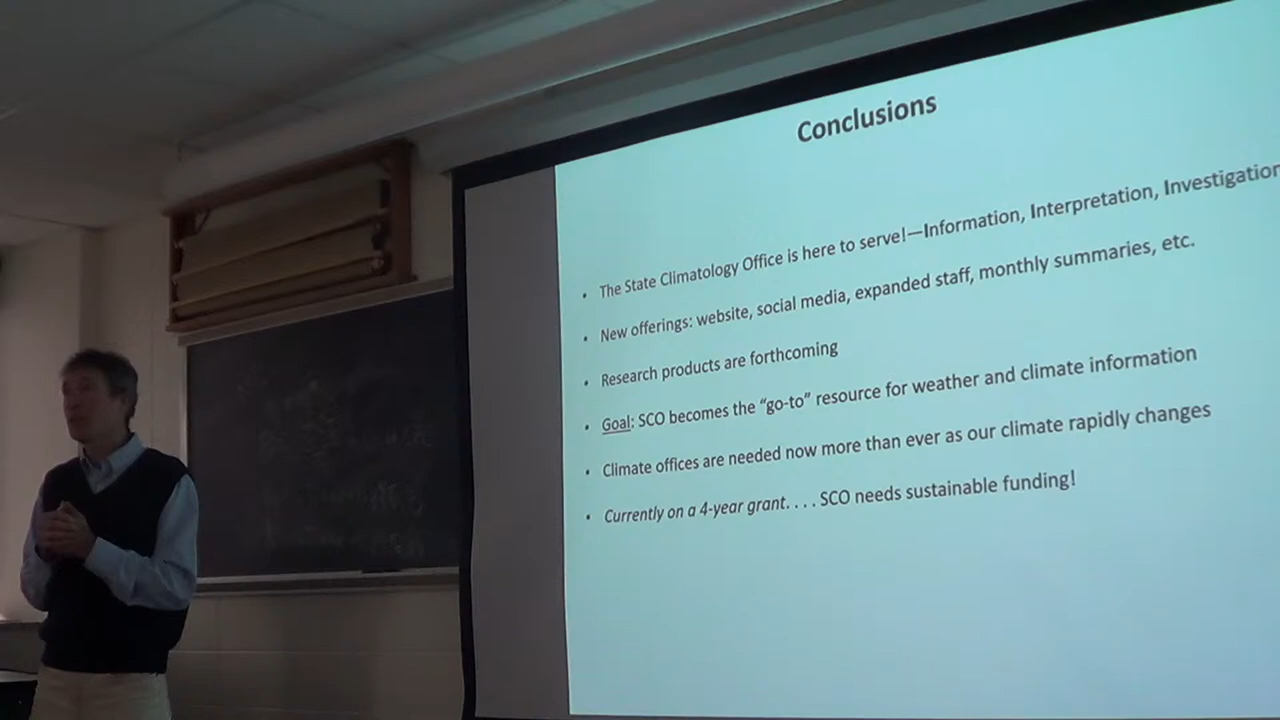 Conclusions
• The State Climatology Office is here to serve!—Information, Interpretation, Investigation
• New offerings: website, social media, expanded staff, monthly summaries, etc.
• Research products are forthcoming
• Goal: SCO becomes the “go-to” resource for weather and climate information
• Climate offices are needed now more than ever as our climate rapidly changes
• Currently on a 4-year grant. . . . SCO needs sustainable funding!